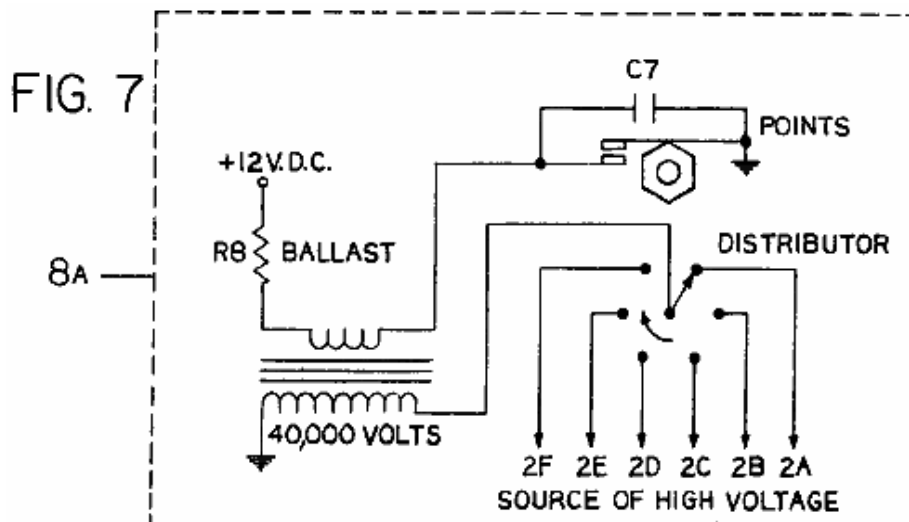 FIG. 7
C7
POINTS
+12V.D.C.
R8 BALLAST
DISTRIBUTOR
8A
40,000 VOLTS
2F 2E 2D 2C 2B 2A
SOURCE OF HIGH VOLTAGE